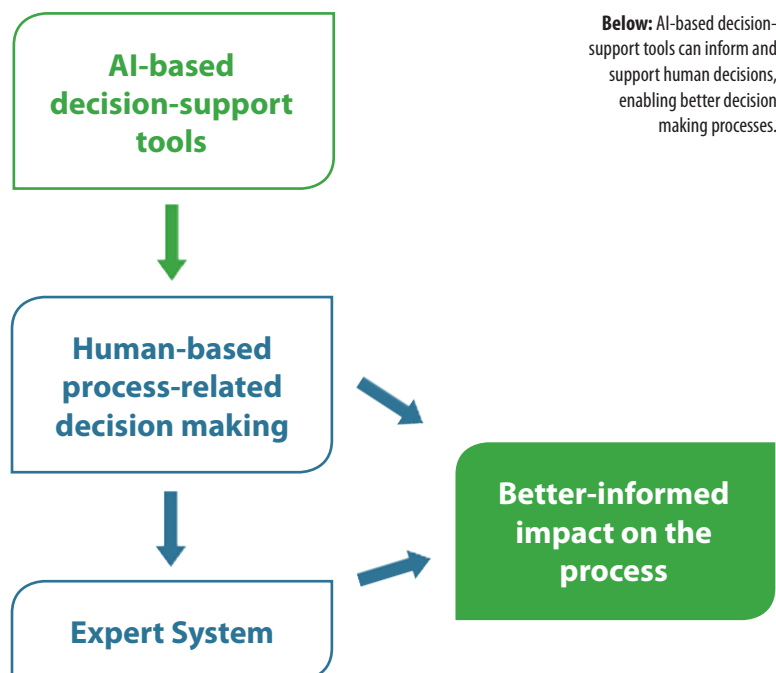 Below: AI-based decision-
support tools can inform and
support human decisions,
enabling better decision
making processes.
AI-based
decision-support
tools
Human-based
process-related
decision making
Better-informed
impact on the
process
Expert System